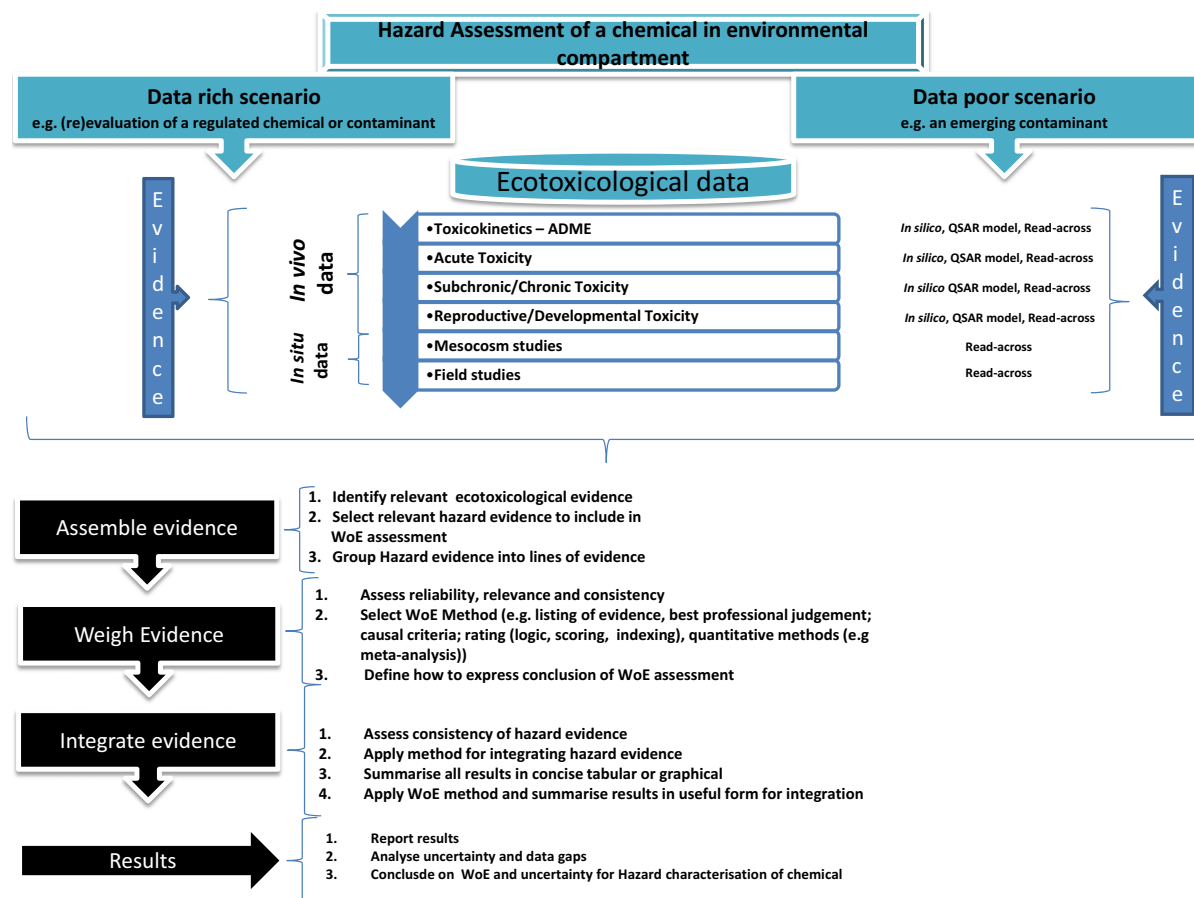 Hazard Assessment of a chemical in environmental
compartment
Data rich scenario
e.g. (re)evaluation of a regulated chemical or contaminant
Data poor scenario
e.g. an emerging contaminant
Ecotoxicological data
Evidence
In vivo
data
In situ
data
•Toxicokinetics – ADME
•Acute Toxicity
•Subchronic/Chronic Toxicity
•Reproductive/Developmental Toxicity
•Mesocosm studies
•Field studies
In silico, QSAR model, Read-across
In silico, QSAR model, Read-across
In silico QSAR model, Read-across
In silico, QSAR model, Read-across
Read-across
Read-across
Evidence
Assemble evidence
1. Identify relevant ecotoxicological evidence
2. Select relevant hazard evidence to include in
WoE assessment
3. Group Hazard evidence into lines of evidence
Weigh Evidence
1. Assess reliability, relevance and consistency
2. Select WoE Method (e.g. listing of evidence, best professional judgement;
causal criteria; rating (logic, scoring, indexing), quantitative methods (e.g
meta-analysis))
3. Define how to express conclusion of WoE assessment
Integrate evidence
1. Assess consistency of hazard evidence
2. Apply method for integrating hazard evidence
3. Summarise all results in concise tabular or graphical
4. Apply WoE method and summarise results in useful form for integration
Results
1. Report results
2. Analyse uncertainty and data gaps
3. Conclusde on WoE and uncertainty for Hazard characterisation of chemical